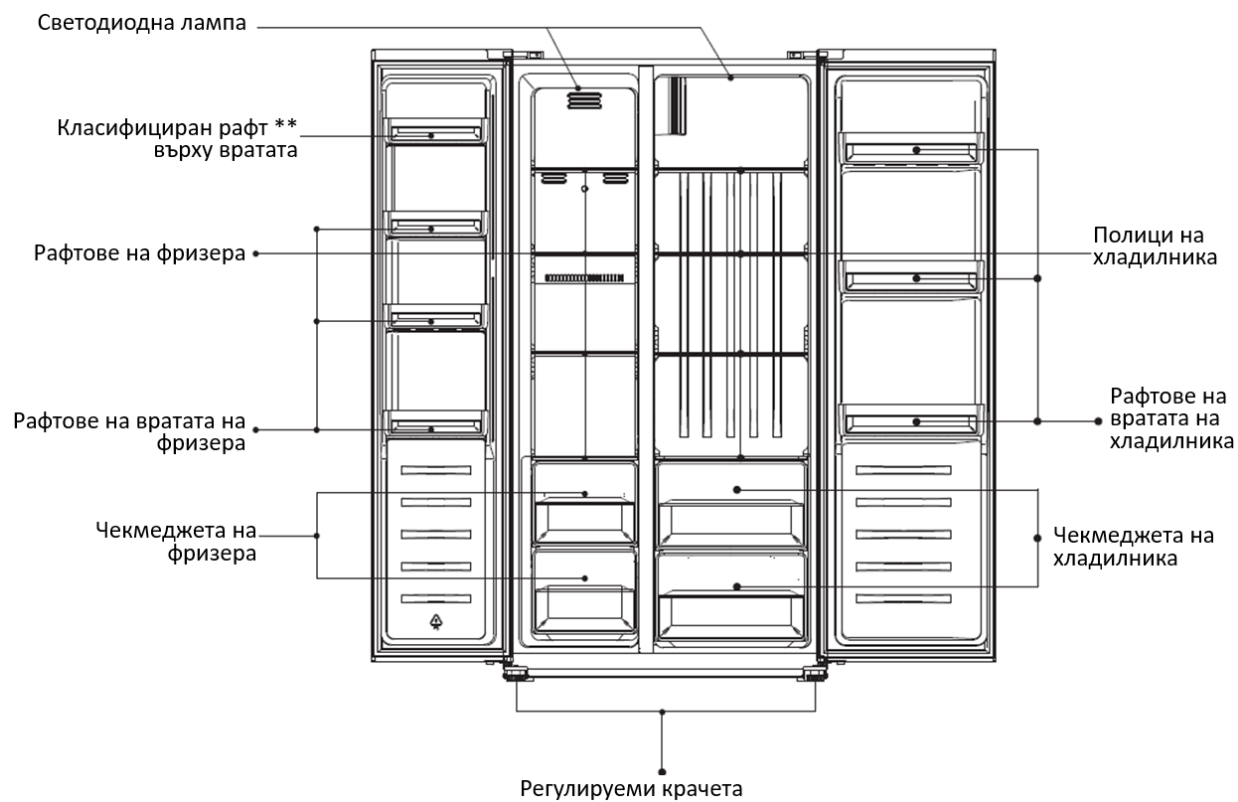 Светодиодна лампа
Класифициран рафт **
върху вратата
Рафтове на фризера
Полици на
хладилника
Рафтове на вратата на
фризера
Рафтове на
вратата на
хладилника
Чекмеджета на
фризера
Чекмеджета на
хладилника
Регулируеми крачета